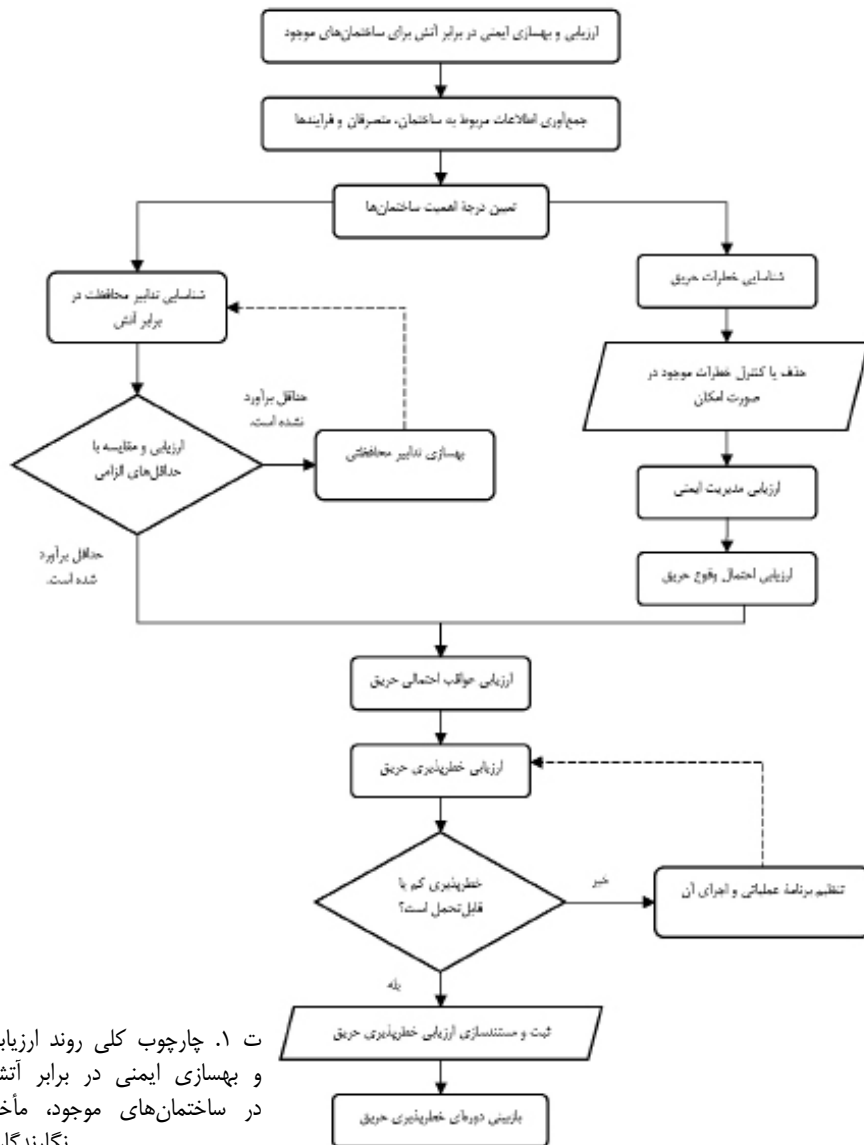 ارزیابی و بهسازی ایمنی در برابر آتش برای ساختمان‌های موجود
جمع‌آوری اطلاعات مربوط به ساختمان، متصرفان و فرایندها
تعیین درجهٔ اهمیت ساختمان‌ها
شناسایی خطرات حریق
حذف یا کنترل خطرات موجود در
صورت امکان
ارزیابی مدیریت ایمنی
ارزیابی احتمال وقوع حریق
شناسایی تدابیر محافظت در
برابر آتش
ارزیابی و مقایسه با
حداقل‌های الزامی
حداقل برآورد
نشده است.
بهسازی تدابیر محافظتی
حداقل برآورد
شده است.
ارزیابی عواقب احتمالی حریق
ارزیابی خطرپذیری حریق
خطرپذیری کم یا
قابل‌تحمل است؟
خیر
تنظیم برنامهٔ عملیاتی و اجرای آن
بله
ثبت و مستندسازی ارزیابی خطرپذیری حریق
بازبینی دوره‌ای خطرپذیری حریق
ت ۱. چارچوب کلی روند ارزیاب
و بهسازی ایمنی در برابر آتش
در ساختمان‌های موجود، مأخ